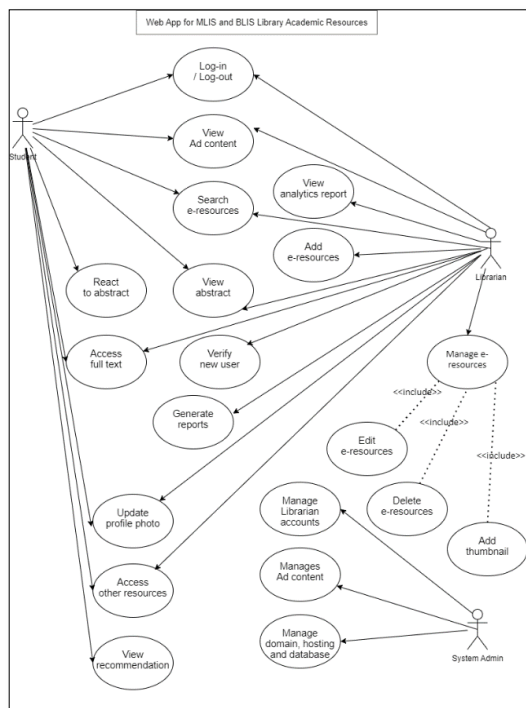 Web App for MLIS and BLIS Library Academic Resources
Log-in
/ Log-out
View
Ad content
Student
Search
e-resources
View
analytics report
Add
e-resources
Librarian
React
to abstract
View
abstract
Access
full text
Verify
new user
Manage e-
resources
Generate
reports
<<include>>
<<include>>
<<include>>
Edit
e-resources
Delete
e-resources
Add
thumbnail
Update
profile photo
Manage
Librarian
accounts
Access
other resources
Manages
Ad content
View
recommendation
Manage
domain, hosting
and database
System Admin